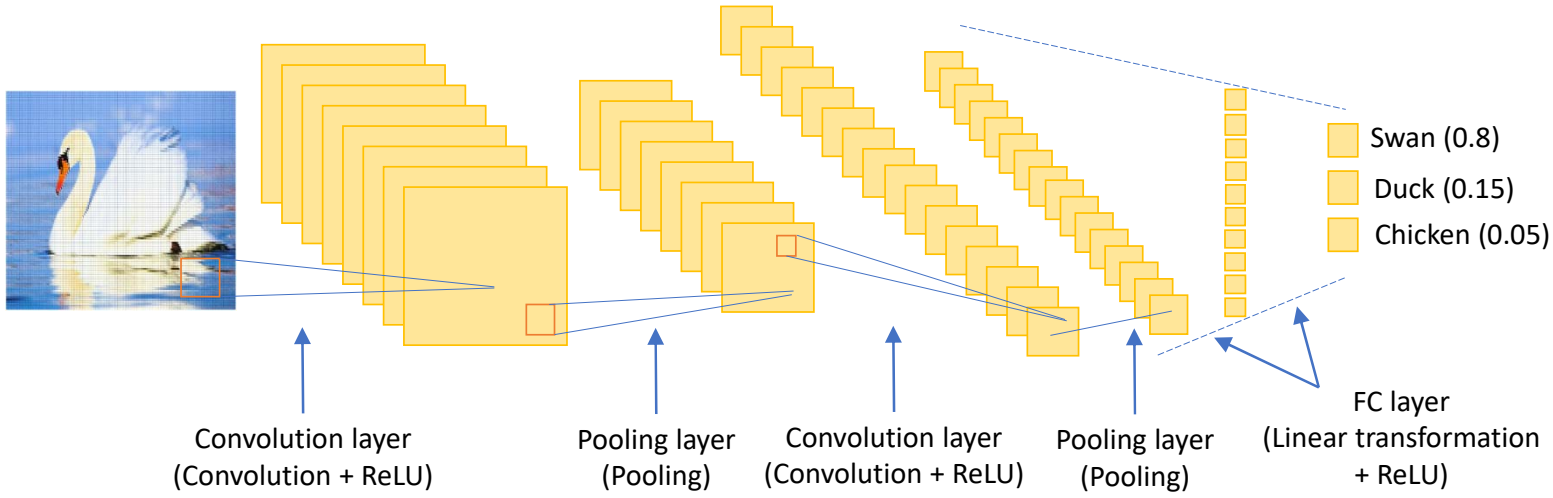 Swan (0.8)
Duck (0.15)
Chicken (0.05)
Convolution layer
(Convolution + ReLU)
Pooling layer
(Pooling)
Convolution layer
(Convolution + ReLU)
Pooling layer
(Pooling)
FC layer
(Linear transformation
+ ReLU)